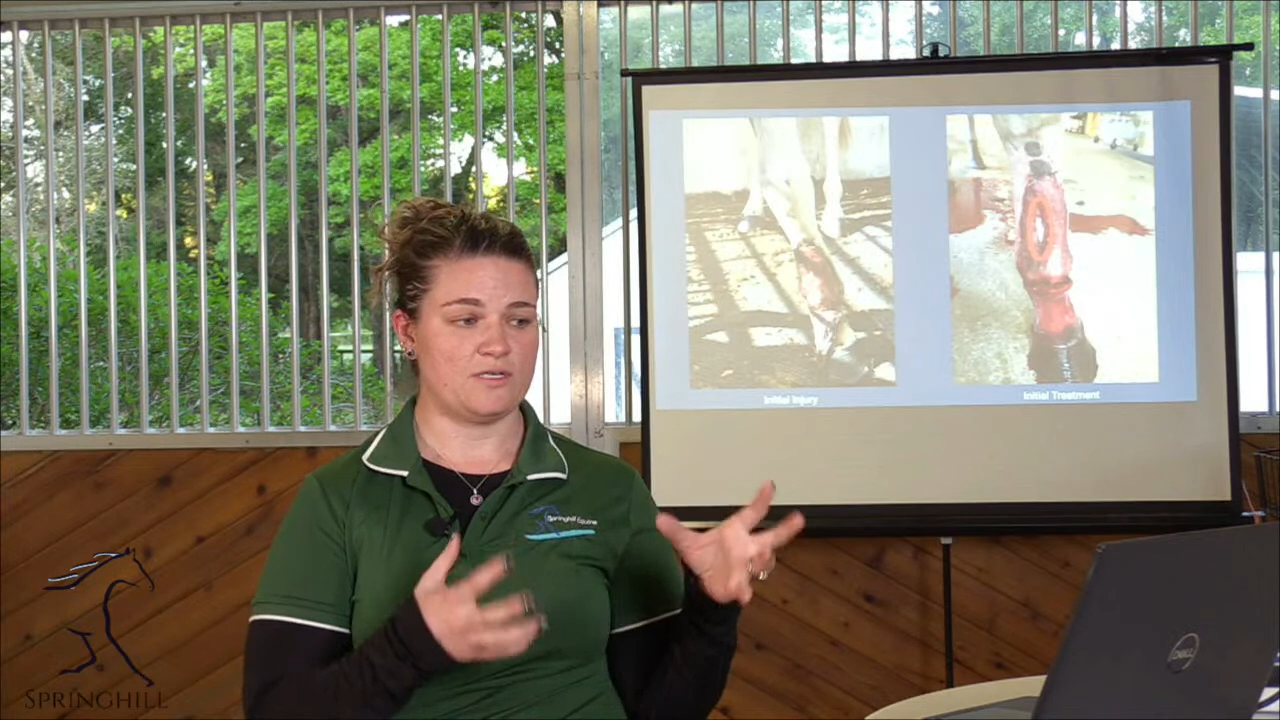 Initial Injury
Initial Treatment
Springhill Equine
DELL
SPRINGHILL